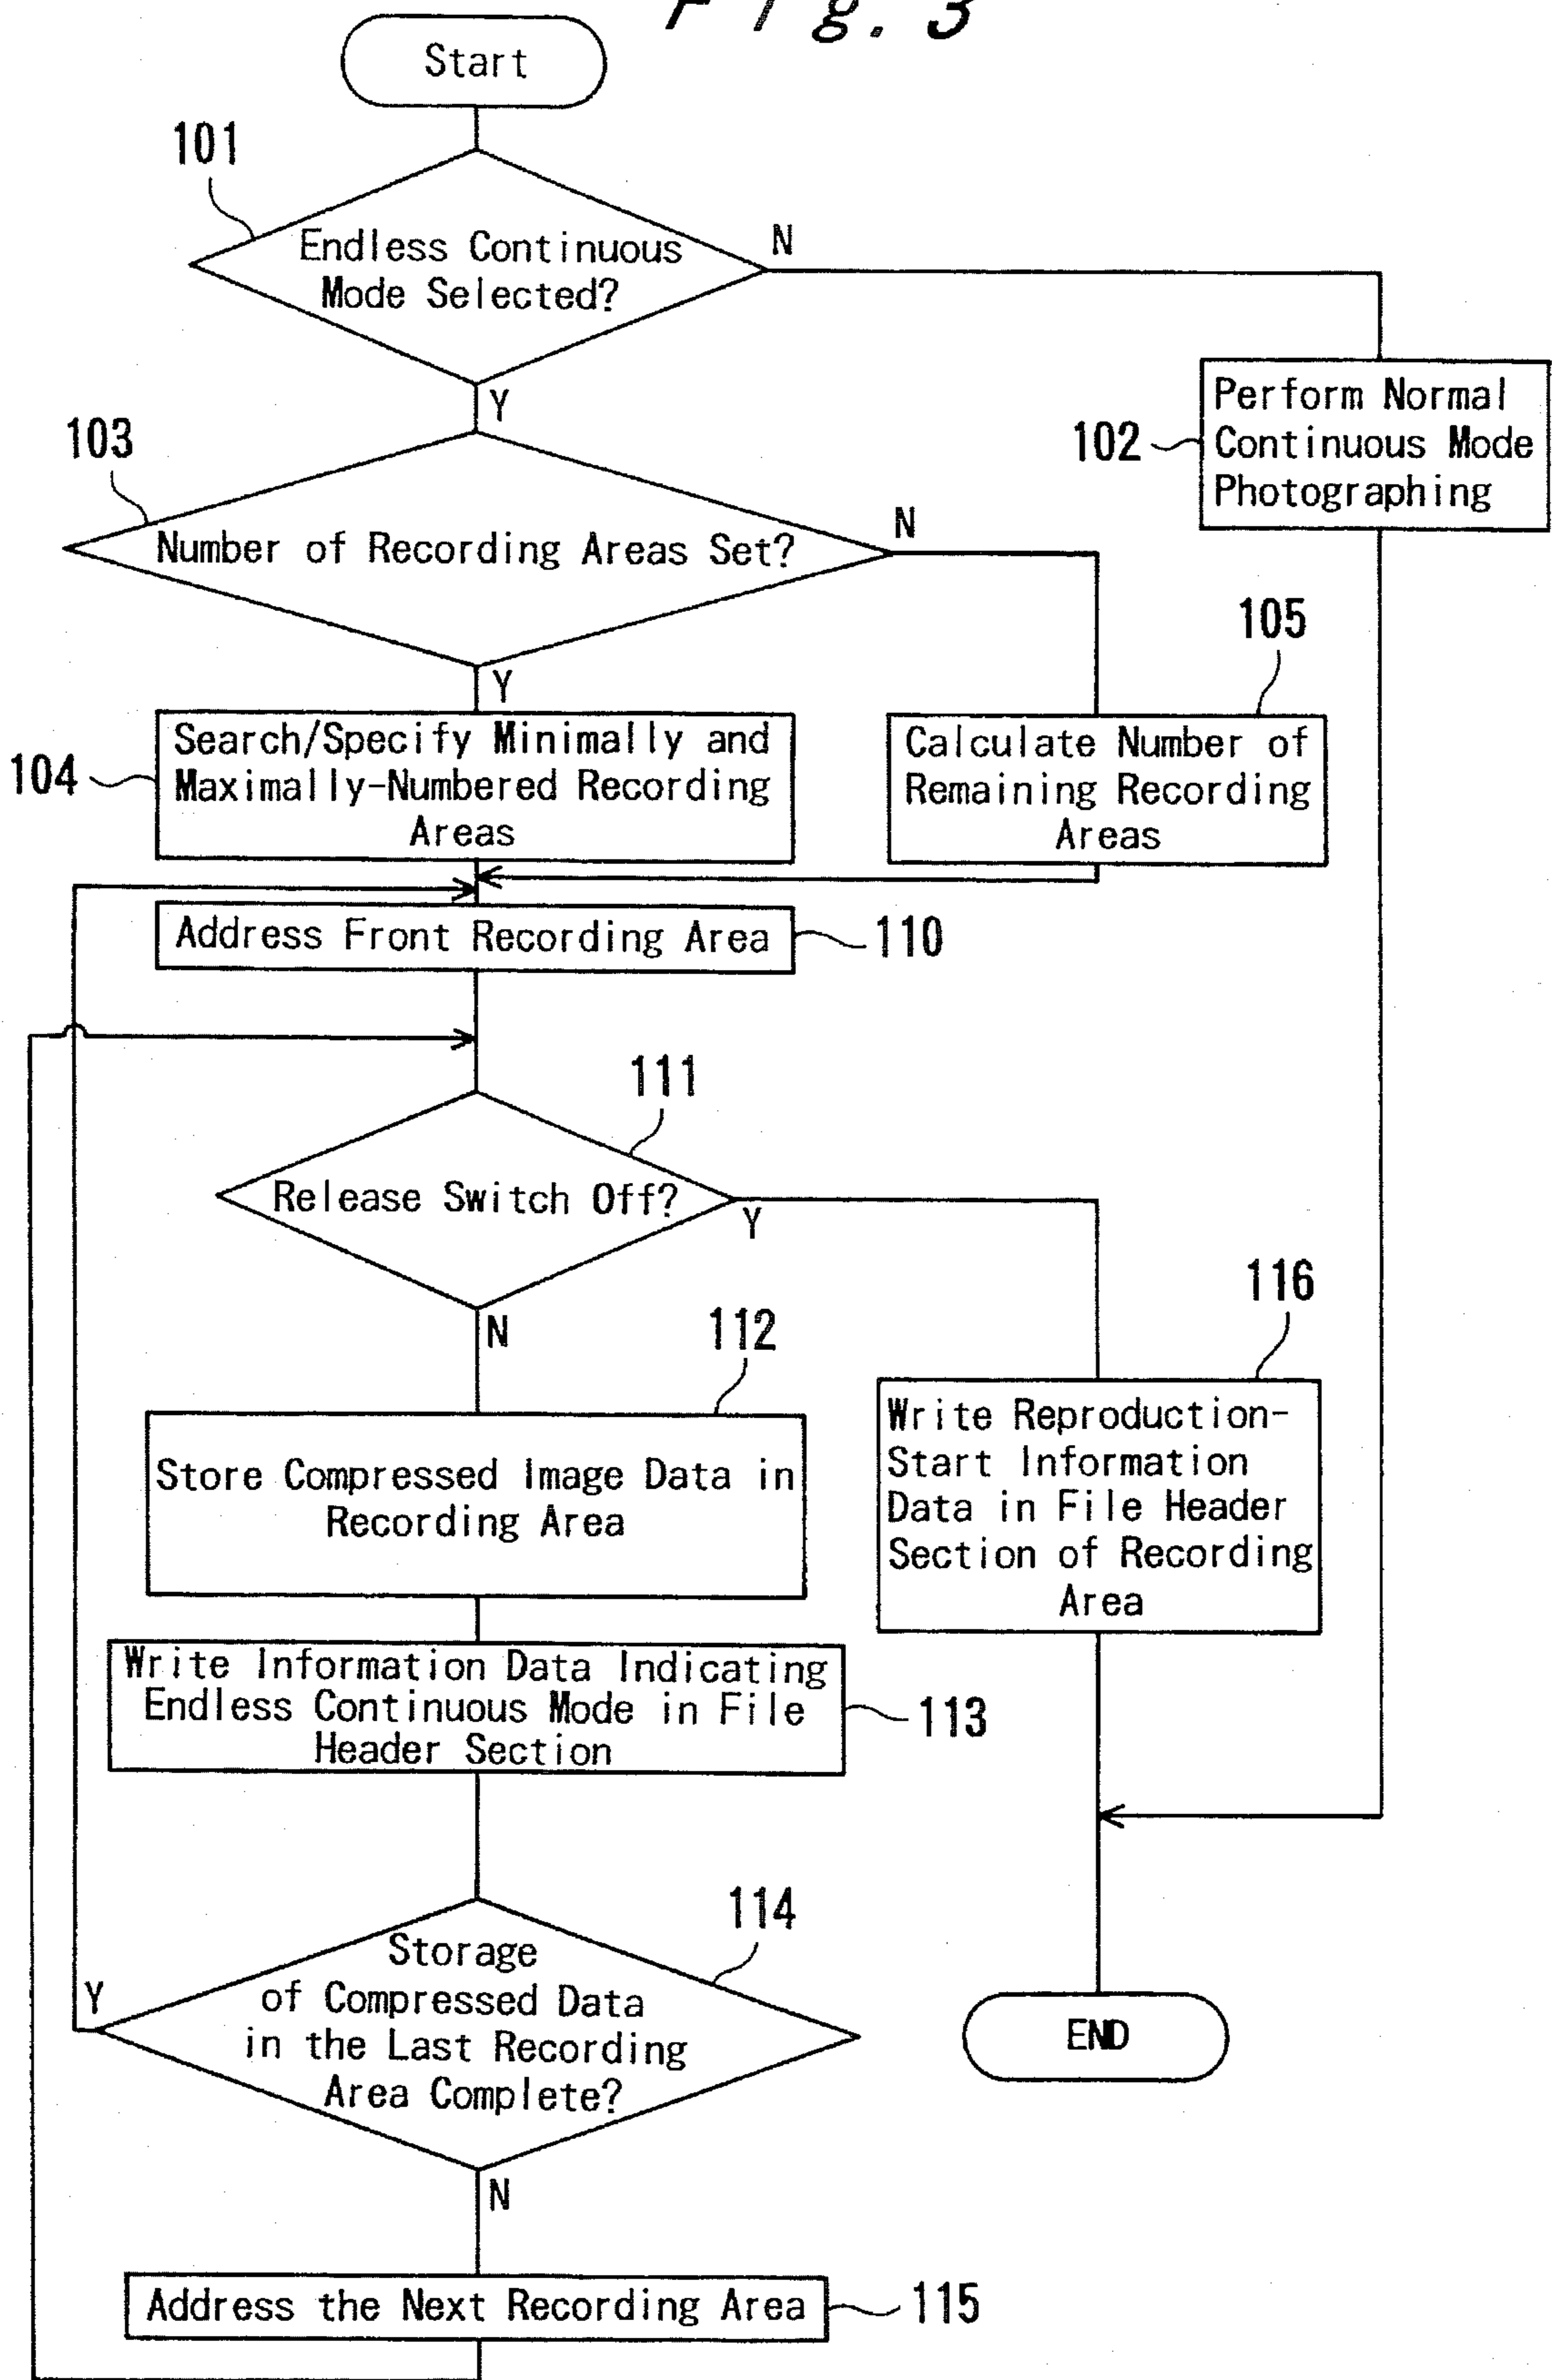 Fig. 3
Start
101
Endless Continuous
Mode Selected?
N
Y
102
Perform Normal
Continuous Mode
Photographing
103
Number of Recording Areas Set?
N
Y
104
Search/Specify Minimally and
Maximally-Numbered Recording
Areas
105
Calculate Number of
Remaining Recording
Areas
Address Front Recording Area
110
111
Release Switch Off?
Y
N
112
Store Compressed Image Data in
Recording Area
116
Write Reproduction-
Start Information
Data in File Header
Section of Recording
Area
Write Information Data Indicating
Endless Continuous Mode in File
Header Section
113
114
Storage
of Compressed Data
in the Last Recording
Area Complete?
Y
N
END
Address the Next Recording Area
115